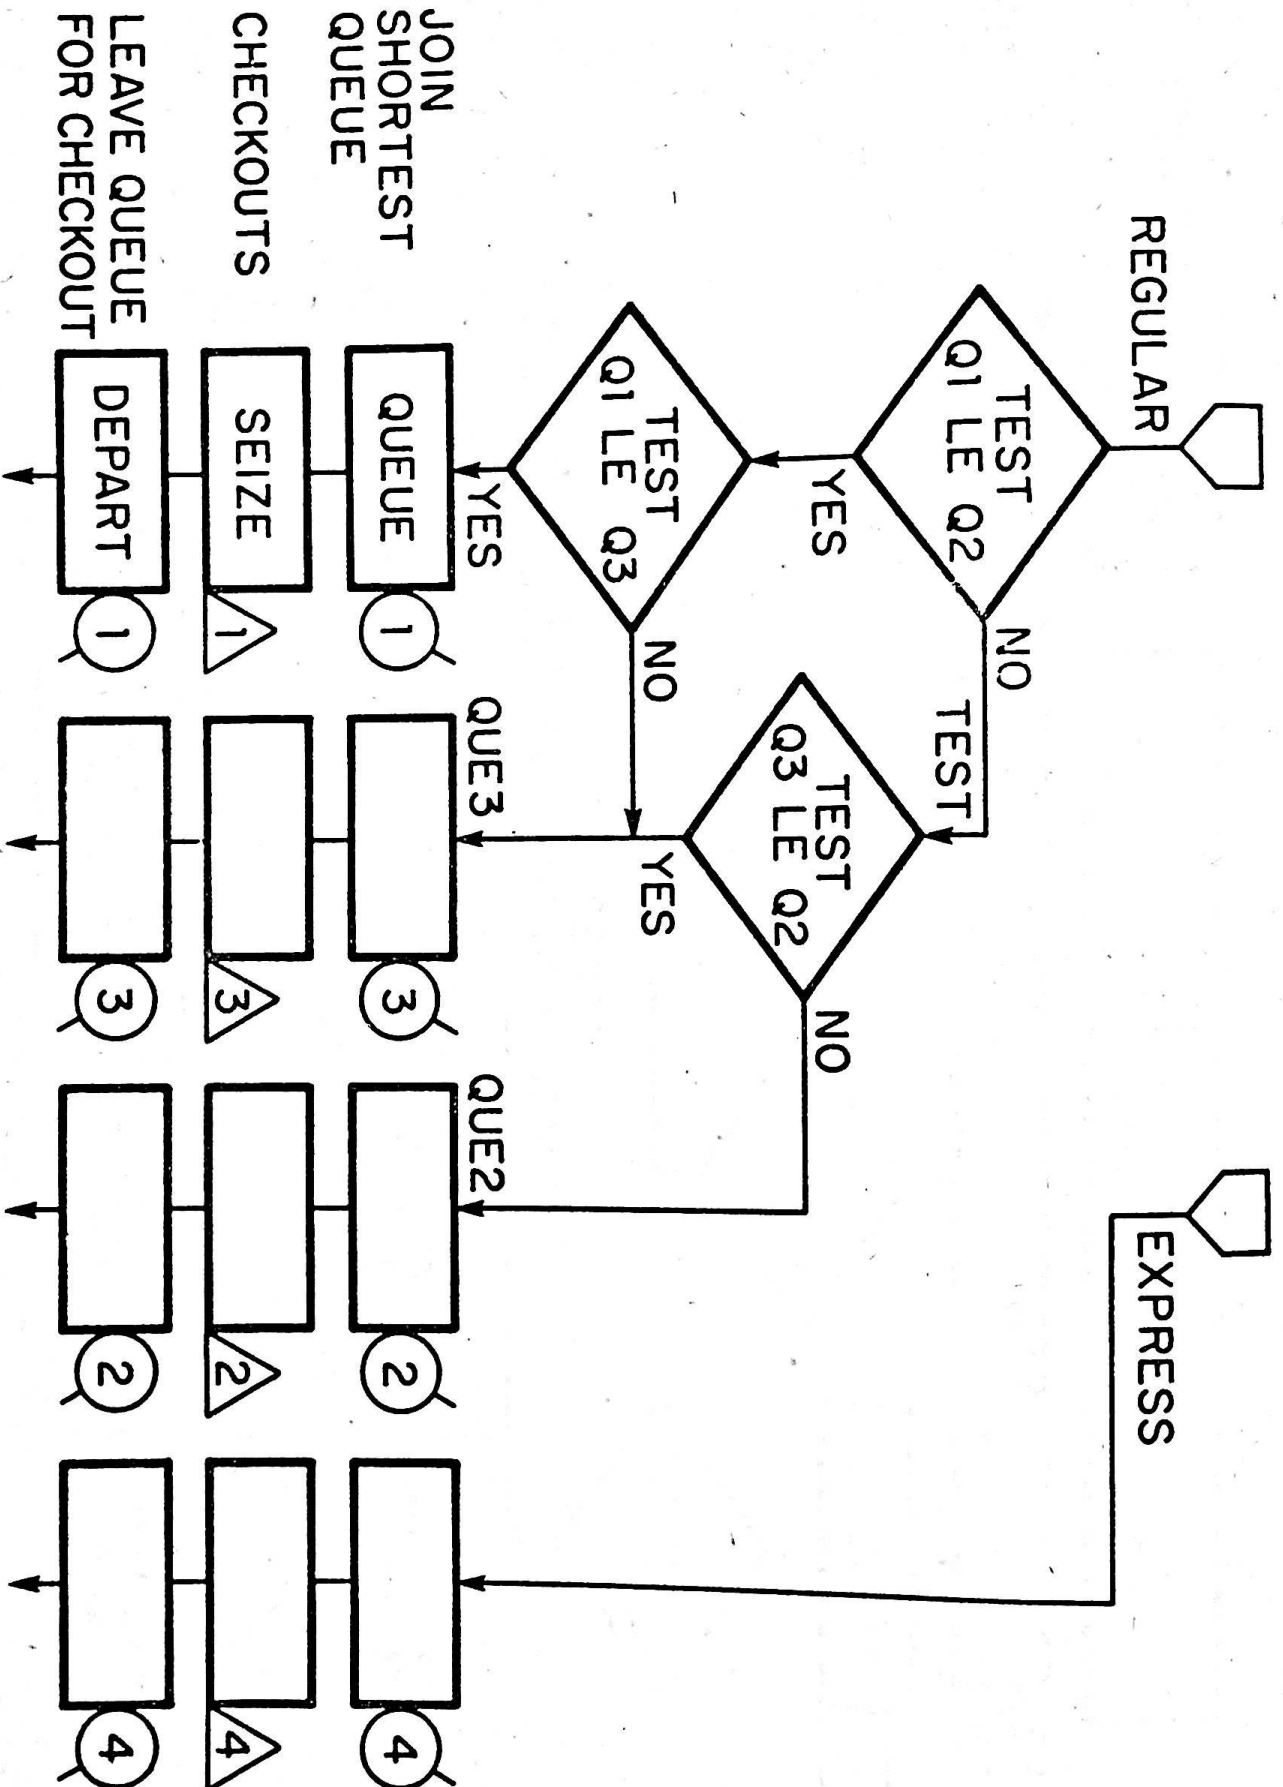 REGULAR
EXPRESS
TEST
Q1 LE Q2
NO
TEST
YES
TEST
Q3 LE Q2
NO
TEST
Q1 LE Q3
NO
YES
YES
QUE3
QUE2
JOIN
SHORTEST
QUEUE
QUEUE
1
3
2
4
CHECKOUTS
SEIZE
1
3
2
4
LEAVE QUEUE
FOR CHECKOUT
DEPART
1
3
2
4